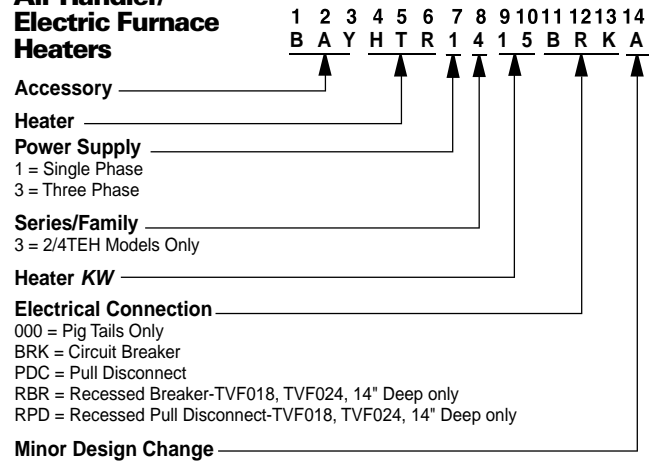 Air Handler/
Electric Furnace
Heaters
1 2 3 4 5 6 7 8 9 10 11 12 13 14
B A Y H T R 1 4 1 5 B R K A
Accessory
Heater
Power Supply
1 = Single Phase
3 = Three Phase
Series/Family
3 = 2/4TEH Models Only
Heater KW
Electrical Connection
000 = Pig Tails Only
BRK = Circuit Breaker
PDC = Pull Disconnect
RBR = Recessed Breaker-TVF018, TVF024, 14" Deep only
RPD = Recessed Pull Disconnect-TVF018, TVF024, 14" Deep only
Minor Design Change